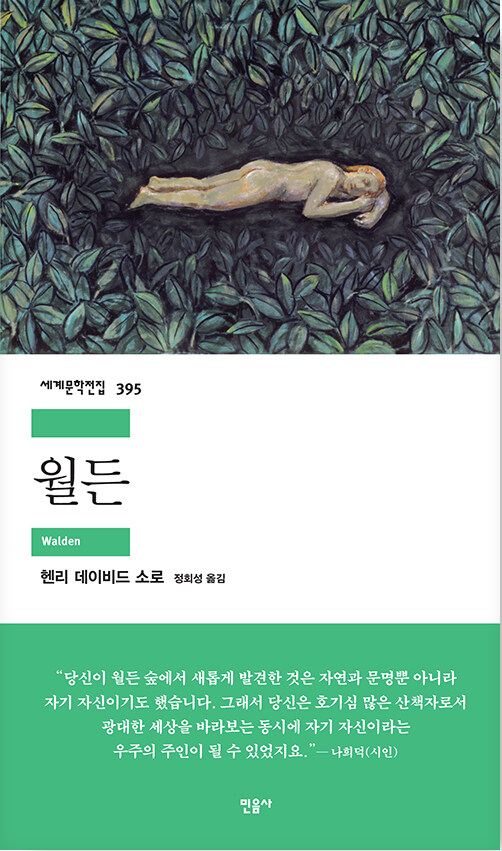 세계문학전집 395
월든
Walden
헨리 데이비드 소로 정회성 옮김
“당신이 월든 숲에서 새롭게 발견한 것은 자연과 문명뿐 아니라
자기 자신이기도 했습니다. 그래서 당신은 호기심 많은 산책자로서
광대한 세상을 바라보는 동시에 자기 자신이라는
우주의 주인이 될 수 있었지요.”─ 나희덕(시인)
민음사